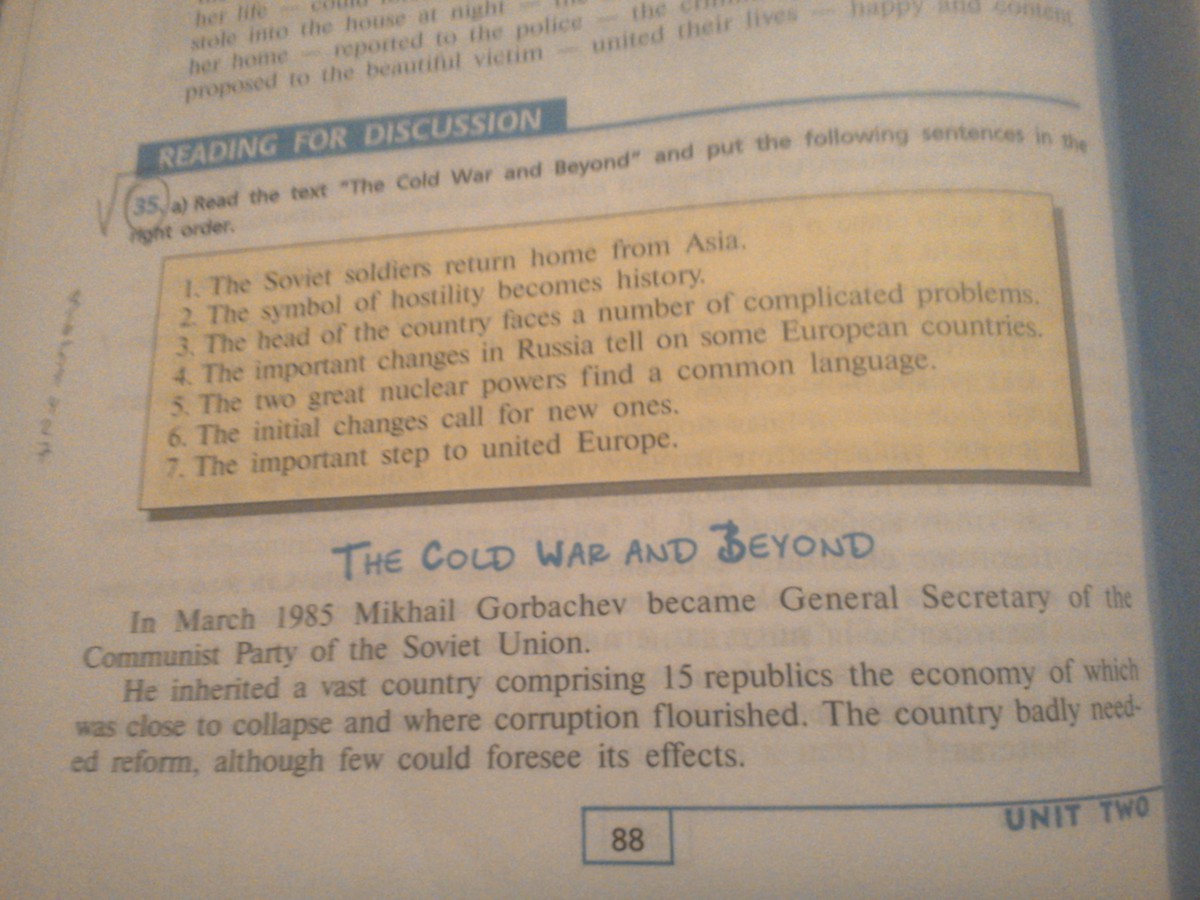 her life — could
stole into the house at night — the
her home — reported to the police — the
proposed to the beautiful victim — united their lives — happy and content
READING FOR DISCUSSION
35. a) Read the text "The Cold War and Beyond" and put the following sentences in the
right order.
1. The Soviet soldiers return home from Asia.
2. The symbol of hostility becomes history.
3. The head of the country faces a number of complicated problems.
4. The important changes in Russia tell on some European countries.
5. The two great nuclear powers find a common language.
6. The initial changes call for new ones.
7. The important step to united Europe.
THE COLD WAR AND BEYOND
In March 1985 Mikhail Gorbachev became General Secretary of the
Communist Party of the Soviet Union.
He inherited a vast country comprising 15 republics the economy of which
was close to collapse and where corruption flourished. The country badly need-
ed reform, although few could foresee its effects.
88
UNIT TWO